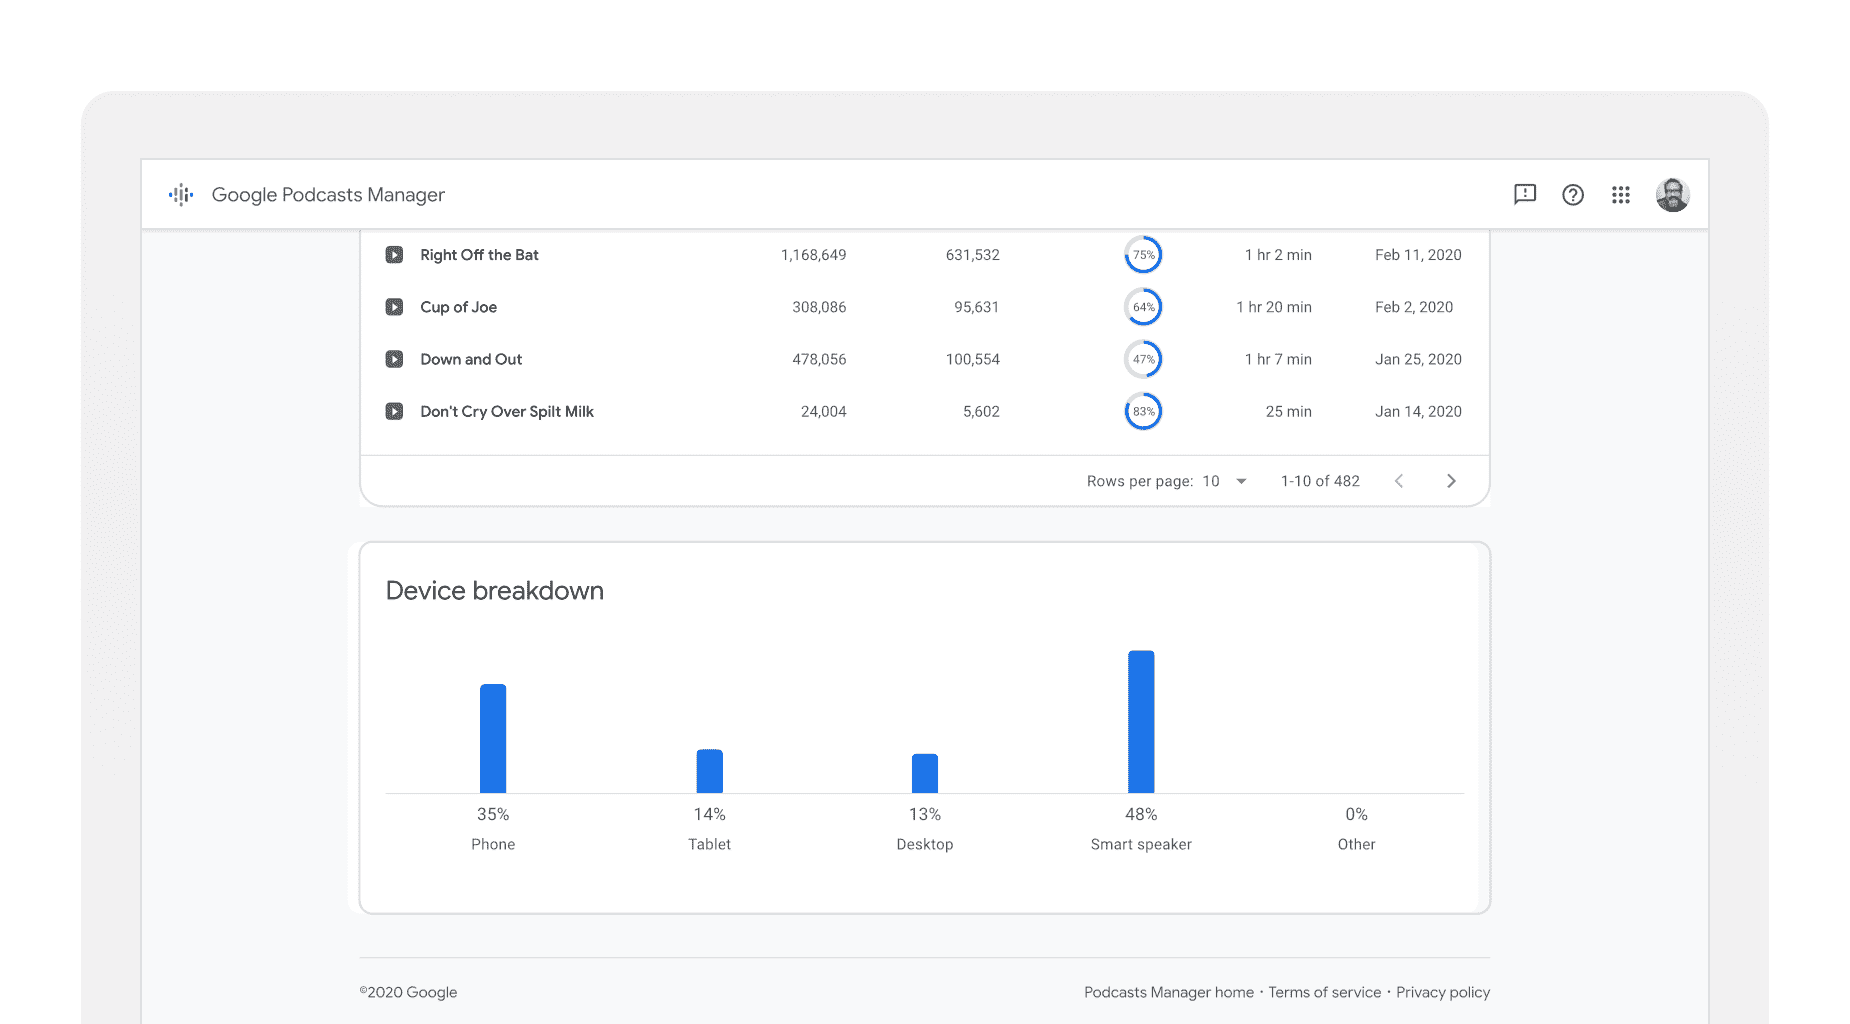 Google Podcasts Manager
Right Off the Bat 1,168,649 631,532 75% 1 hr 2 min Feb 11, 2020
Cup of Joe 308,086 95,631 64% 1 hr 20 min Feb 2, 2020
Down and Out 478,056 100,554 47% 1 hr 7 min Jan 25, 2020
Don't Cry Over Spilt Milk 24,004 5,602 83% 25 min Jan 14, 2020
Rows per page: 10 1-10 of 482
Device breakdown
35% 14% 13% 48% 0%
Phone Tablet Desktop Smart speaker Other
©2020 Google Podcasts Manager home · Terms of service · Privacy policy